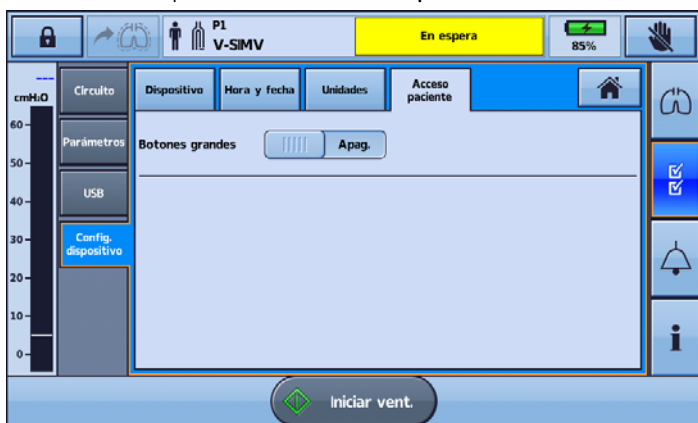 P1
V-SIMV
En espera
85%
---
cmH2O
60
50
40
30
20
10
0
Circuito
Parámetros
USB
Config.
dispositivo
Dispositivo
Hora y fecha
Unidades
Acceso
paciente
Botones grandes
Apag.
i
Iniciar vent.